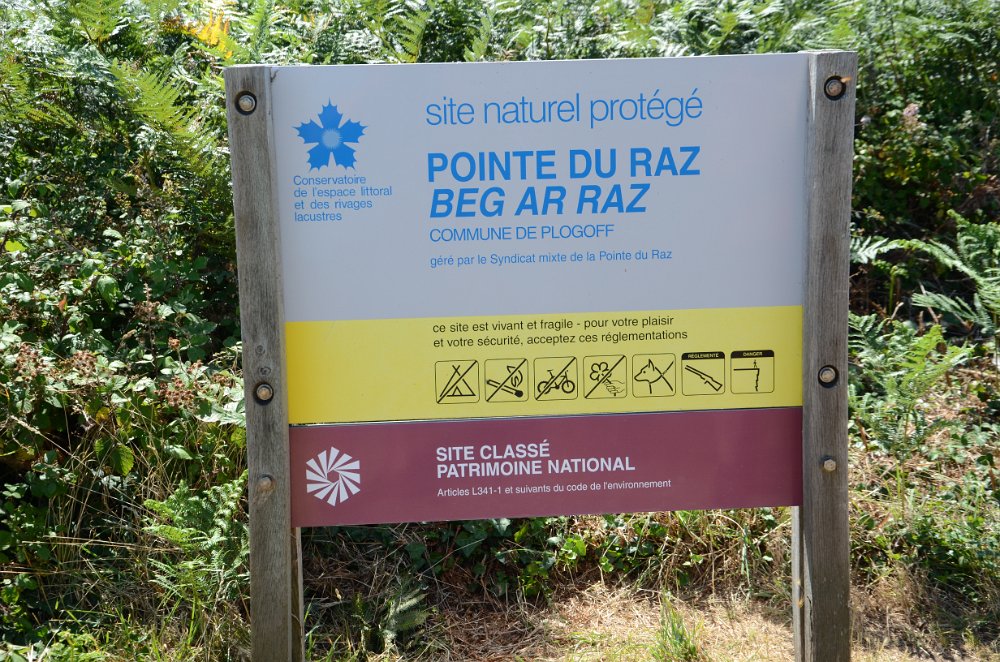 Conservatoire
de l'espace littoral
et des rivages
lacustres
site naturel protégé
POINTE DU RAZ
BEG AR RAZ
COMMUNE DE PLOGOFF
géré par le Syndicat mixte de la Pointe du Raz
ce site est vivant et fragile - pour votre plaisir
et votre sécurité, acceptez ces réglementations
RÉGLEMENTÉ
DANGER
SITE CLASSÉ
PATRIMOINE NATIONAL
Articles L341-1 et suivants du code de l'environnement